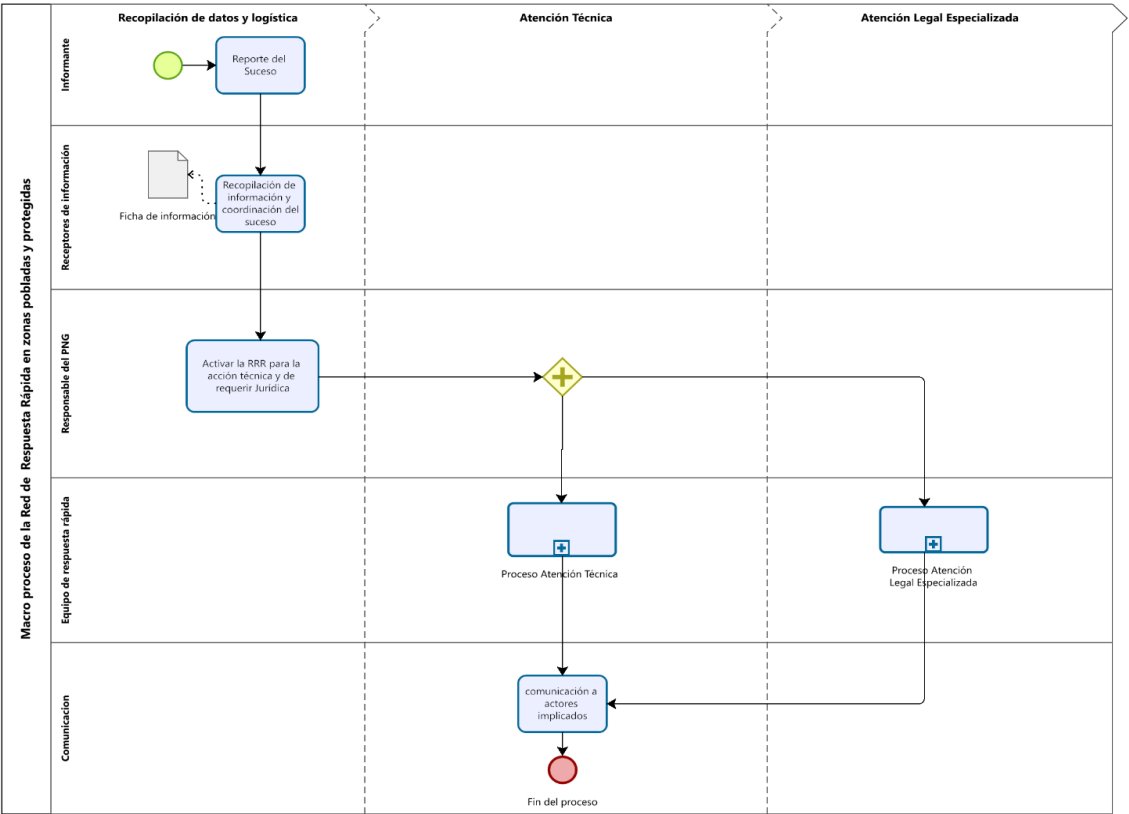 Recopilación de datos y logística
Atención Técnica
Atención Legal Especializada
Macro proceso de la Red de Respuesta Rápida en zonas pobladas y protegidas
Informante
Reporte del
Suceso
Receptores de información
Ficha de información
Recopilación de
información y
coordinación del
suceso
Responsable del PNG
Activar la RRR para la
acción técnica y de
requerir Jurídica
Equipo de respuesta rápida
Proceso Atención Técnica
Proceso Atención
Legal Especializada
Comunicacion
comunicación a
actores
implicados
Fin del proceso